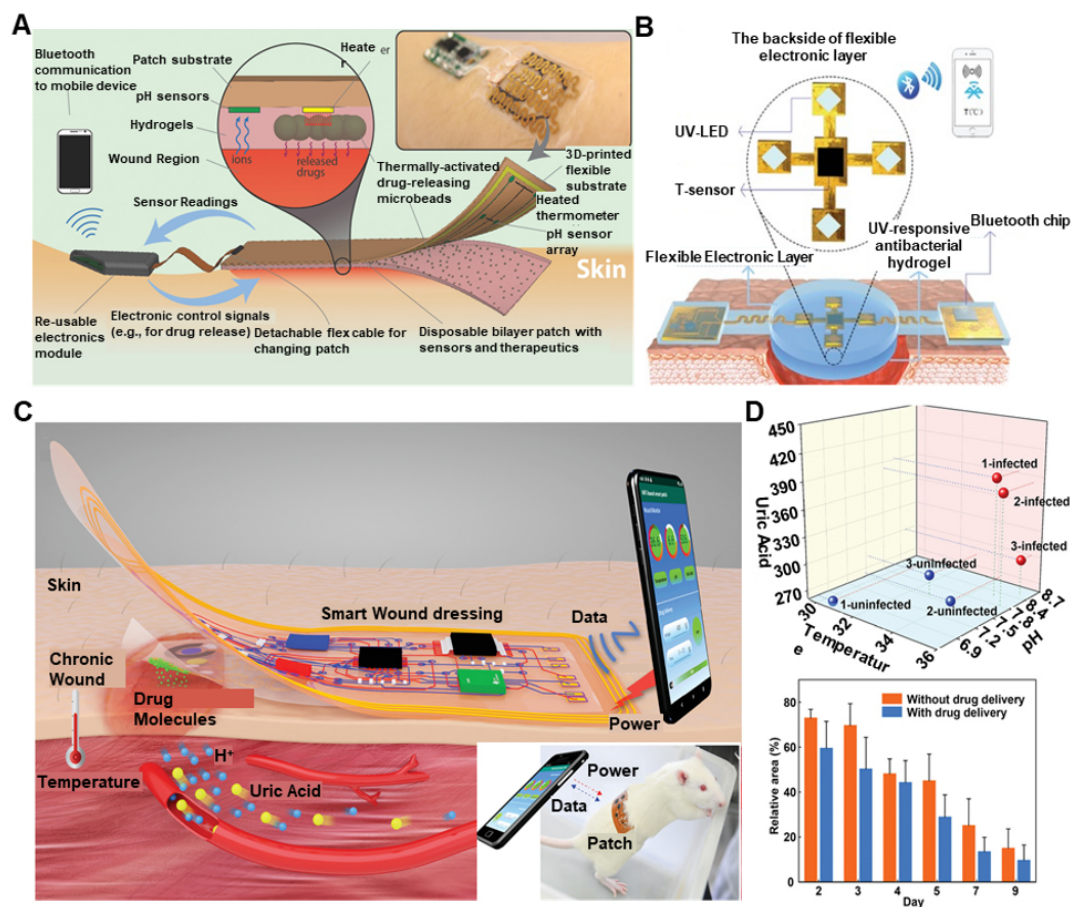 A
Bluetooth
communication
to mobile device
Patch substrate
pH sensors
Hydrogels
Wound Region
ions
released
drugs
Heate er
r
Thermally-activated
drug-releasing
microbeads
3D-printed
flexible
substrate
Heated
thermometer
pH sensor
array
Skin
Sensor Readings
Re-usable
electronics
module
Electronic control signals
(e.g., for drug release)
Detachable flex cable for
changing patch
Disposable bilayer patch with
sensors and therapeutics
B
The backside of flexible
electronic layer
T(℃)
UV-LED
T-sensor
UV-responsive
antibacterial
hydrogel
Bluetooth chip
Flexible Electronic Layer
C
Skin
Smart Wound dressing
Data
Chronic
Wound
Drug
Molecules
Power
Temperature
H+
Uric Acid
Power
Data
Patch
D
Uric Acid
450
420
390
360
330
300
270
1-infected
2-infected
3-infected
3-uninfected
1-uninfected
2-uninfected
30
32
34
36
Temperatur
e
6.9
7.2
7.5
7.8
8.4
8.7
pH
Relative area (%)
80
60
40
20
0
Without drug delivery
With drug delivery
2
3
4
5
7
9
Day